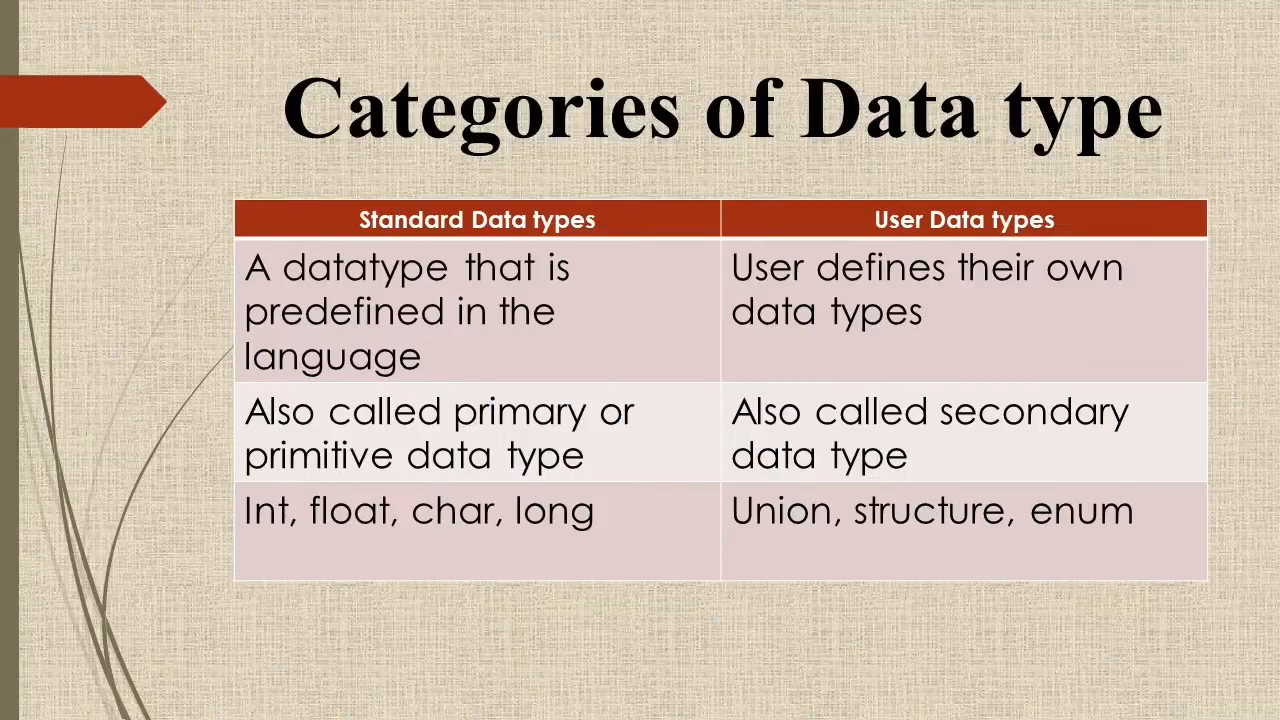 Categories of Data type
Standard Data types
User Data types
A datatype that is
predefined in the
language
User defines their own
data types
Also called primary or
primitive data type
Also called secondary
data type
Int, float, char, long
Union, structure, enum